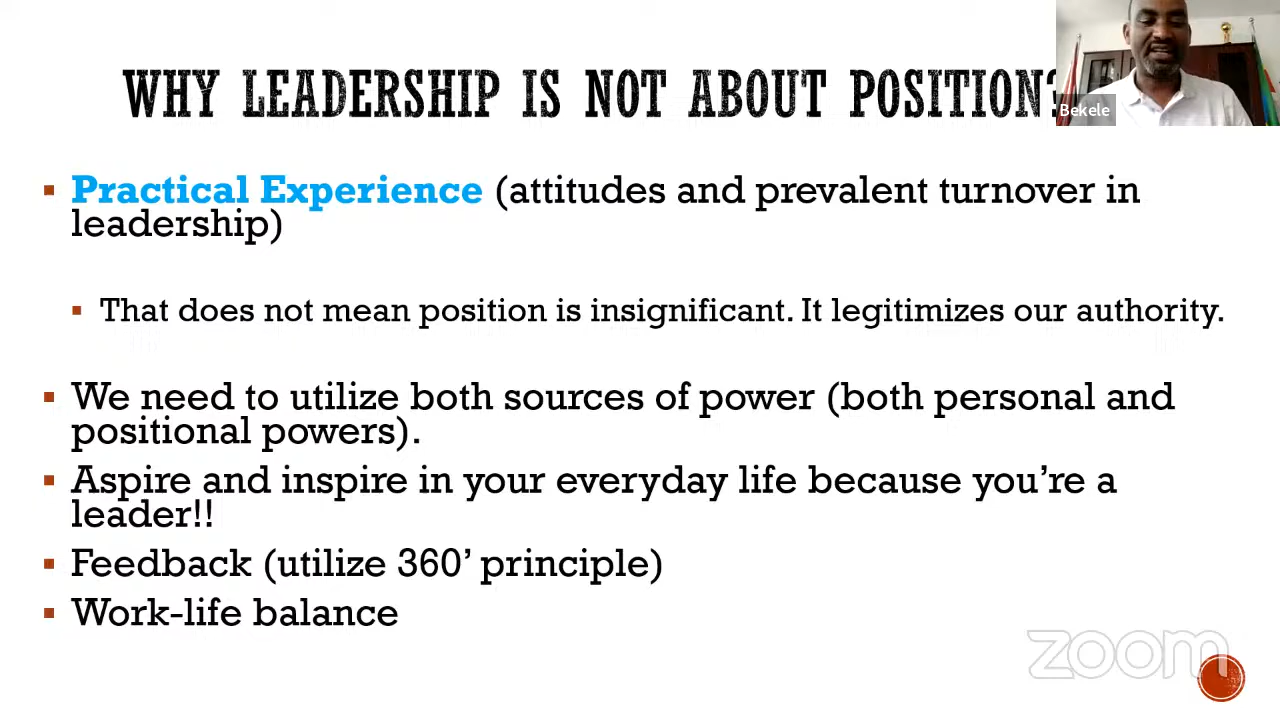 WHY LEADERSHIP IS NOT ABOUT POSITION?
Bekele
▪ Practical Experience (attitudes and prevalent turnover in
leadership)
▪ That does not mean position is insignificant. It legitimizes our authority.
▪ We need to utilize both sources of power (both personal and
positional powers).
▪ Aspire and inspire in your everyday life because you’re a
leader!!
▪ Feedback (utilize 360’ principle)
▪ Work-life balance
zoom